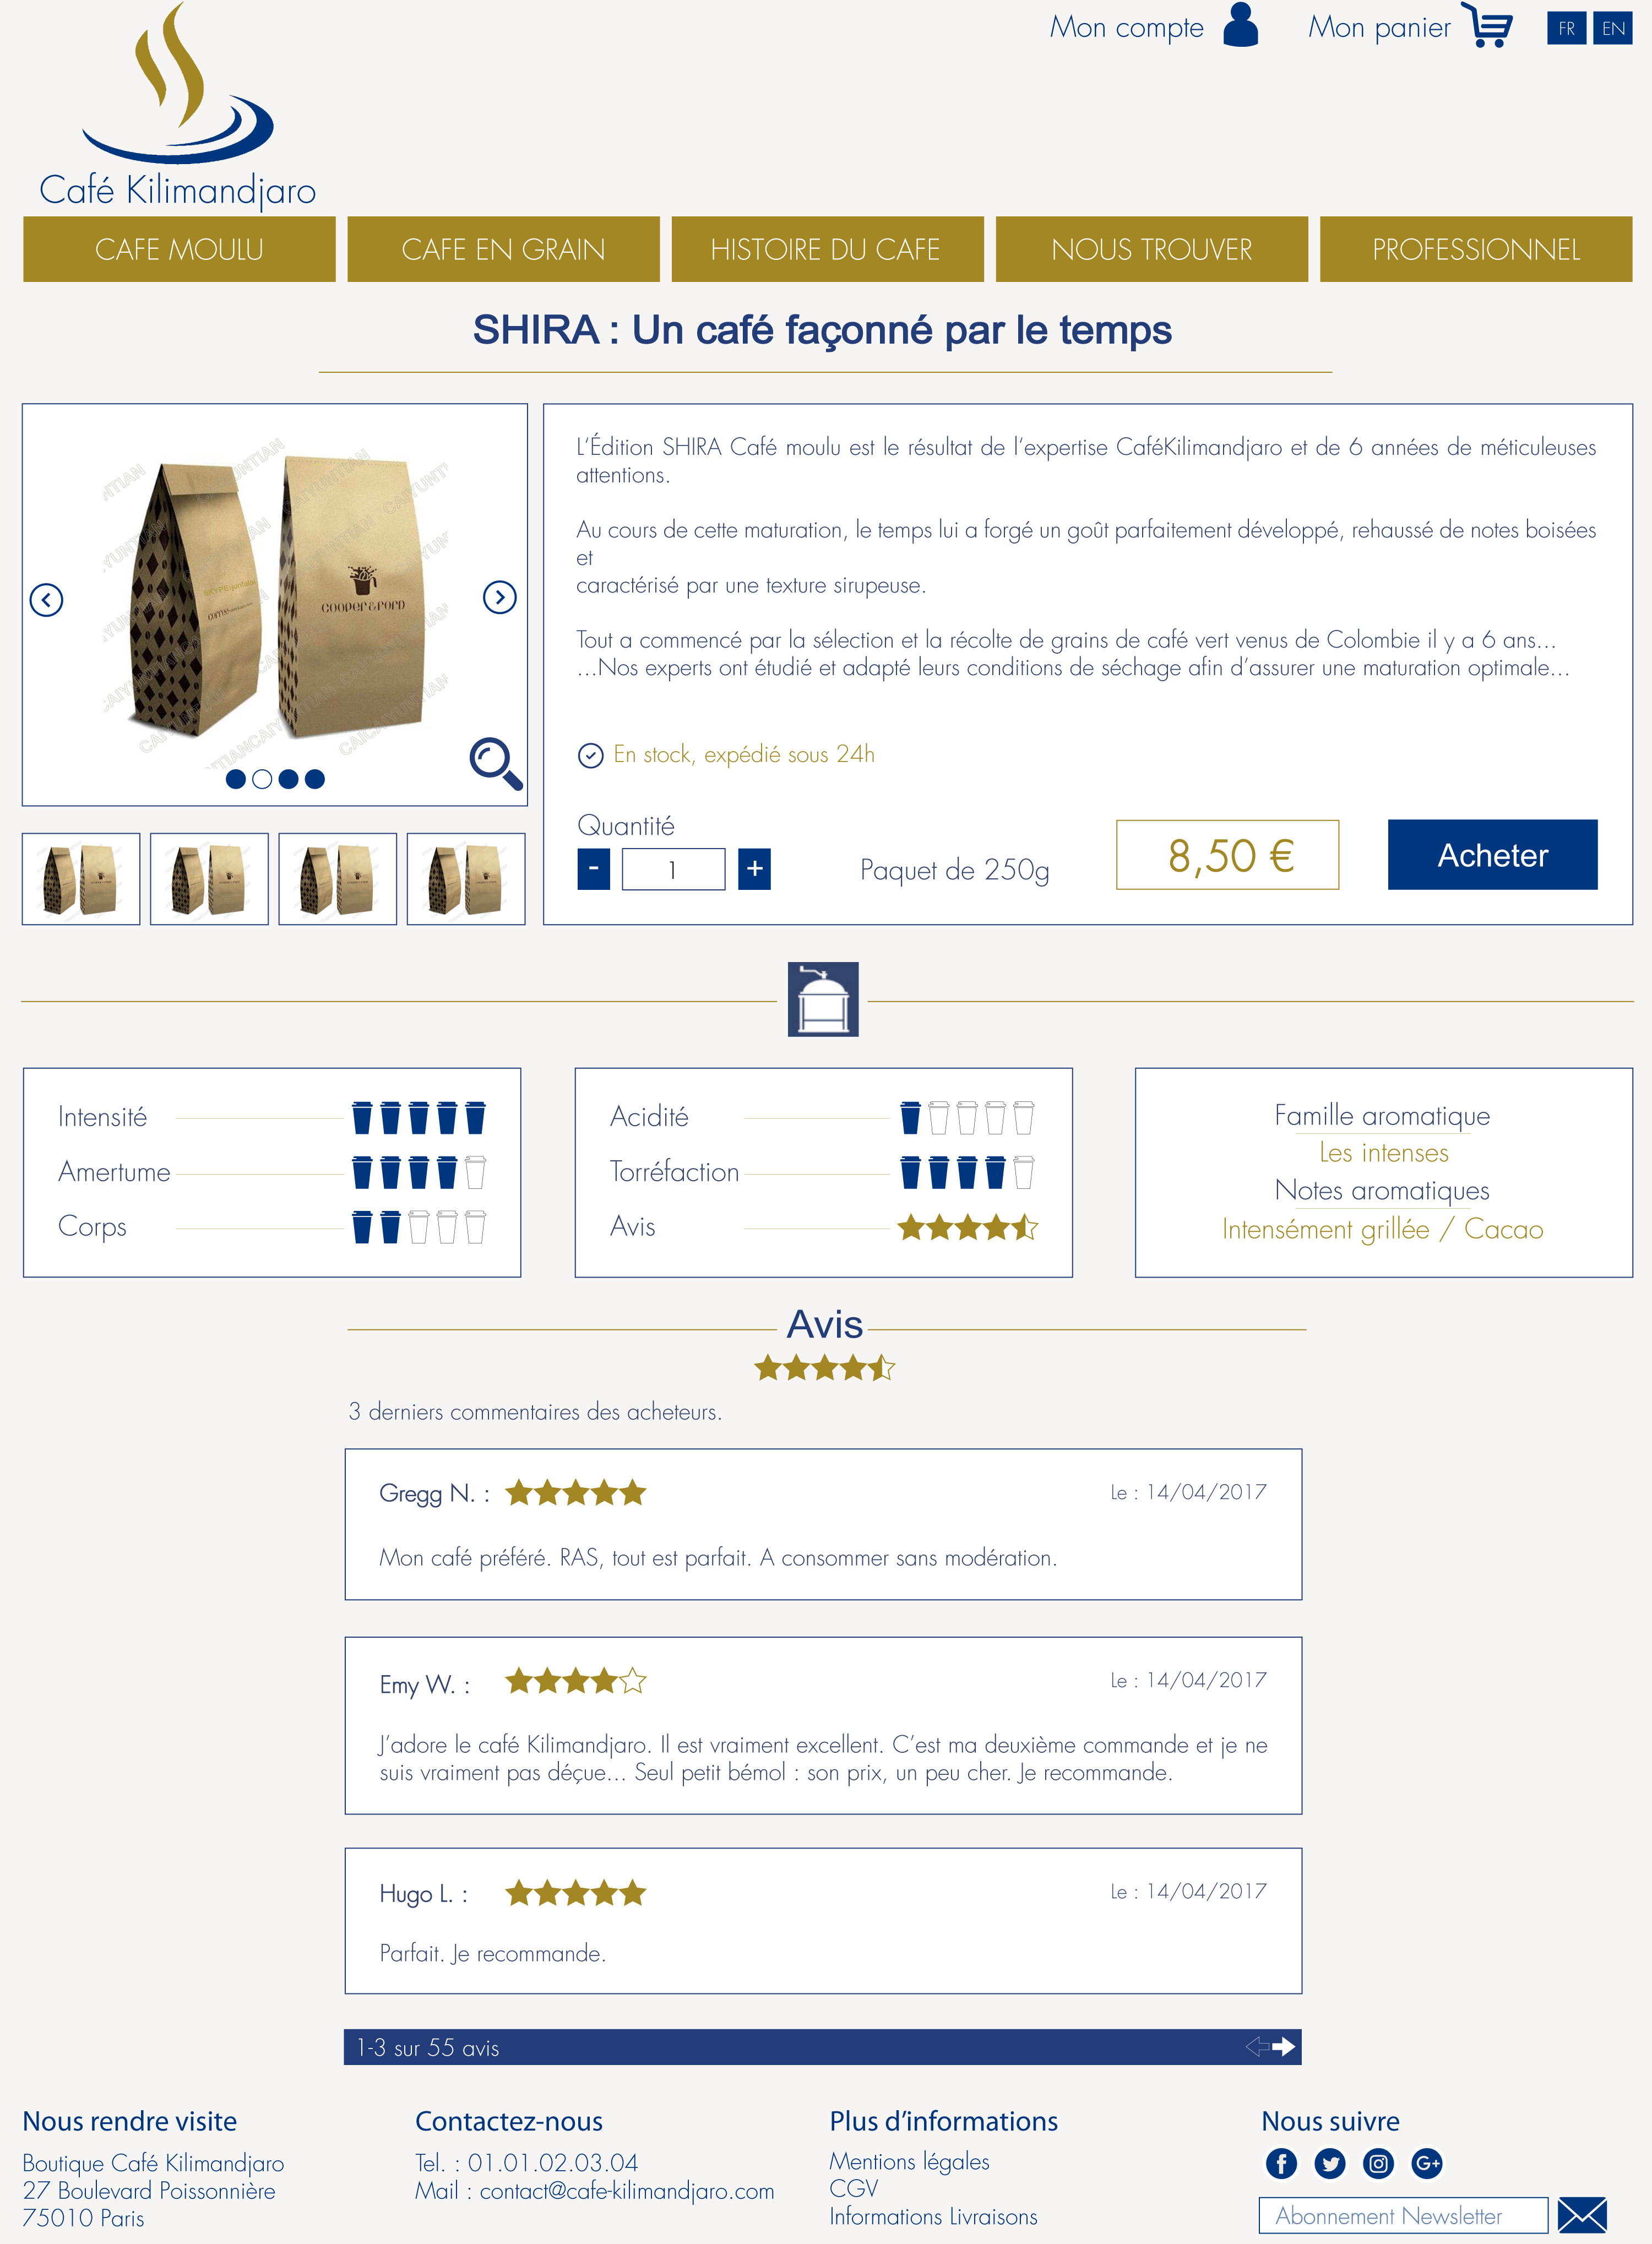 Mon compte
Mon panier
FR
EN
Café Kilimandjaro
CAFE MOULU
CAFE EN GRAIN
HISTOIRE DU CAFE
NOUS TROUVER
PROFESSIONNEL
SHIRA : Un café façonné par le temps
L'Édition SHIRA Café moulu est le résultat de l'expertise CaféKilimandjaro et de 6 années de méticuleuses
attentions.
Au cours de cette maturation, le temps lui a forgé un goût parfaitement développé, rehaussé de notes boisées
et
caractérisé par une texture sirupeuse.
Tout a commencé par la sélection et la récolte de grains de café vert venus de Colombie il y a 6 ans...
...Nos experts ont étudié et adapté leurs conditions de séchage afin d'assurer une maturation optimale...
COOPER & FORD
En stock, expédié sous 24h
Quantité
- 1 +
Paquet de 250g
8,50 €
Acheter
Intensité
Amertume
Corps
Acidité
Torréfaction
Avis
Famille aromatique
Les intenses
Notes aromatiques
Intensément grillée / Cacao
Avis
3 derniers commentaires des acheteurs.
Gregg N. :
Le : 14/04/2017
Mon café préféré. RAS, tout est parfait. A consommer sans modération.
Emy W. :
Le : 14/04/2017
J'adore le café Kilimandjaro. Il est vraiment excellent. C'est ma deuxième commande et je ne
suis vraiment pas déçue... Seul petit bémol : son prix, un peu cher. Je recommande.
Hugo L. :
Le : 14/04/2017
Parfait. Je recommande.
1-3 sur 55 avis
Nous rendre visite
Boutique Café Kilimandjaro
27 Boulevard Poissonnière
75010 Paris
Contactez-nous
Tel. : 01.01.02.03.04
Mail : contact@cafe-kilimandjaro.com
Plus d'informations
Mentions légales
CGV
Informations Livraisons
Nous suivre
G+
Abonnement Newsletter